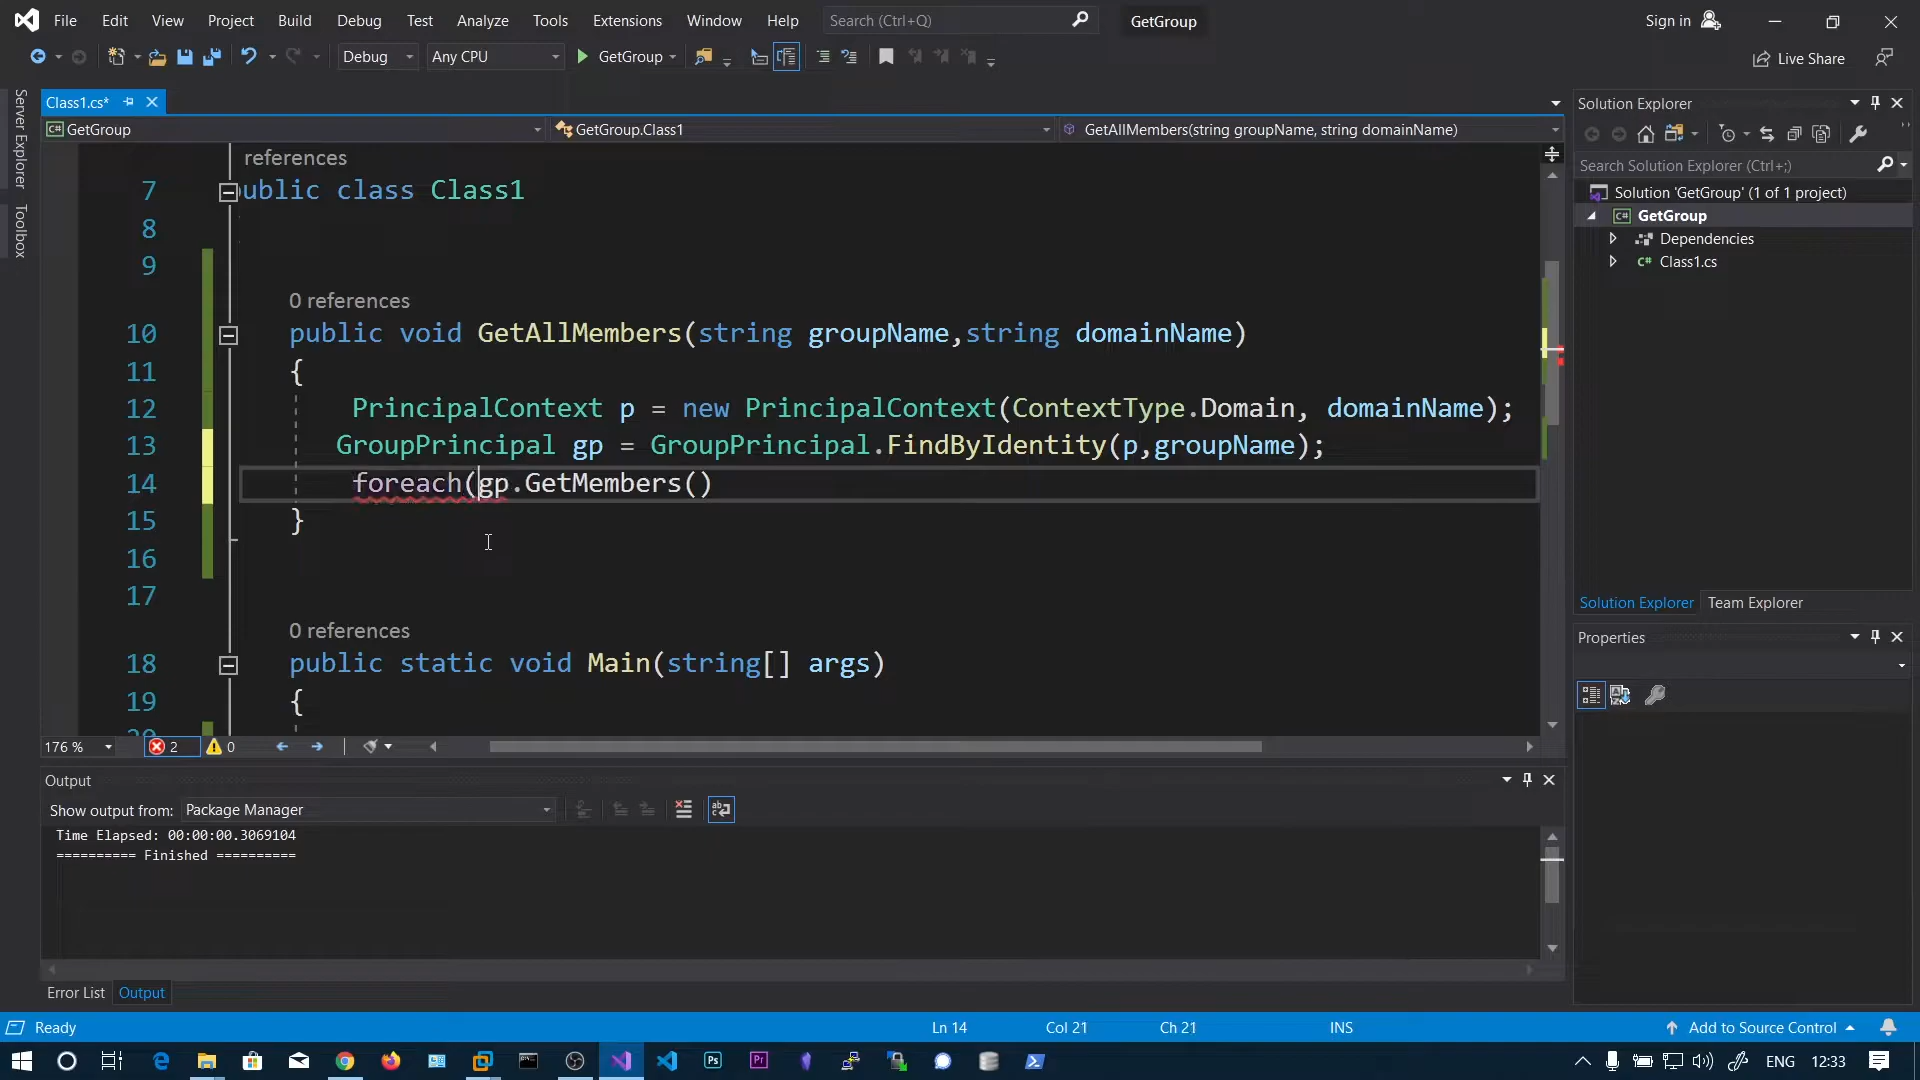 File Edit View Project Build Debug Test Analyze Tools Extensions Window Help Search (Ctrl+Q) GetGroup Sign in
Debug Any CPU GetGroup Live Share
Server Explorer
Toolbox
Class1.cs*
GetGroup GetGroup.Class1 GetAllMembers(string groupName, string domainName)
references
7 ublic class Class1
8
9
0 references
10 public void GetAllMembers(string groupName,string domainName)
11 {
12 PrincipalContext p = new PrincipalContext(ContextType.Domain, domainName);
13 GroupPrincipal gp = GroupPrincipal.FindByIdentity(p,groupName);
14 foreach(gp.GetMembers()
15 }
16
17
0 references
18 public static void Main(string[] args)
19 {
20
176 % 2 0
Output
Show output from: Package Manager
Time Elapsed: 00:00:00.3069104
========== Finished ==========
Error List Output
Solution Explorer
Search Solution Explorer (Ctrl+;)
Solution 'GetGroup' (1 of 1 project)
C# GetGroup
Dependencies
C# Class1.cs
Solution Explorer Team Explorer
Properties
Ready Ln 14 Col 21 Ch 21 INS Add to Source Control
Ps Pr ENG 12:33